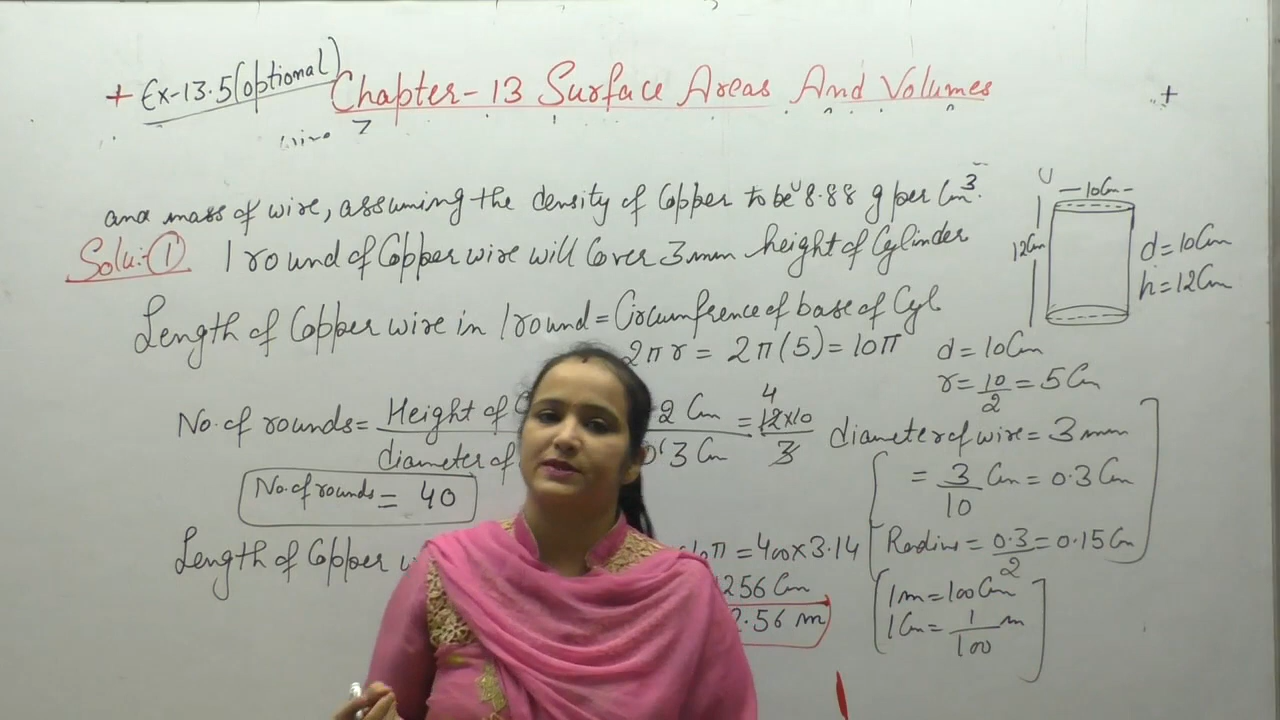 + Ex-13.5(optional)
Chapter-13 Surface Areas And Volumes
+
and mass of wire, assuming the density of Copper to be 8.88 g per Cm³.
Solu:-①
1 round of Copper wire will Cover 3mm height of Cylinder
Length of Copper wire in 1 round = Circumfrence of base of Cyl
2πr = 2π(5) = 10π
No. of rounds = Height of
diameter of
2 Cm
0.3 Cm
= 12×10
3
4
No. of rounds = 40
Length of Copper
10π = 400×3.14
1256 Cm
2.56 m
10Cm
12Cm
d = 10Cm
h = 12Cm
d = 10Cm
r = 10/2 = 5Cm
diameter of wire = 3mm
= 3/10 Cm = 0.3 Cm
Radius = 0.3/2 = 0.15Cm
1m = 100Cm
1Cm = 1/100 m